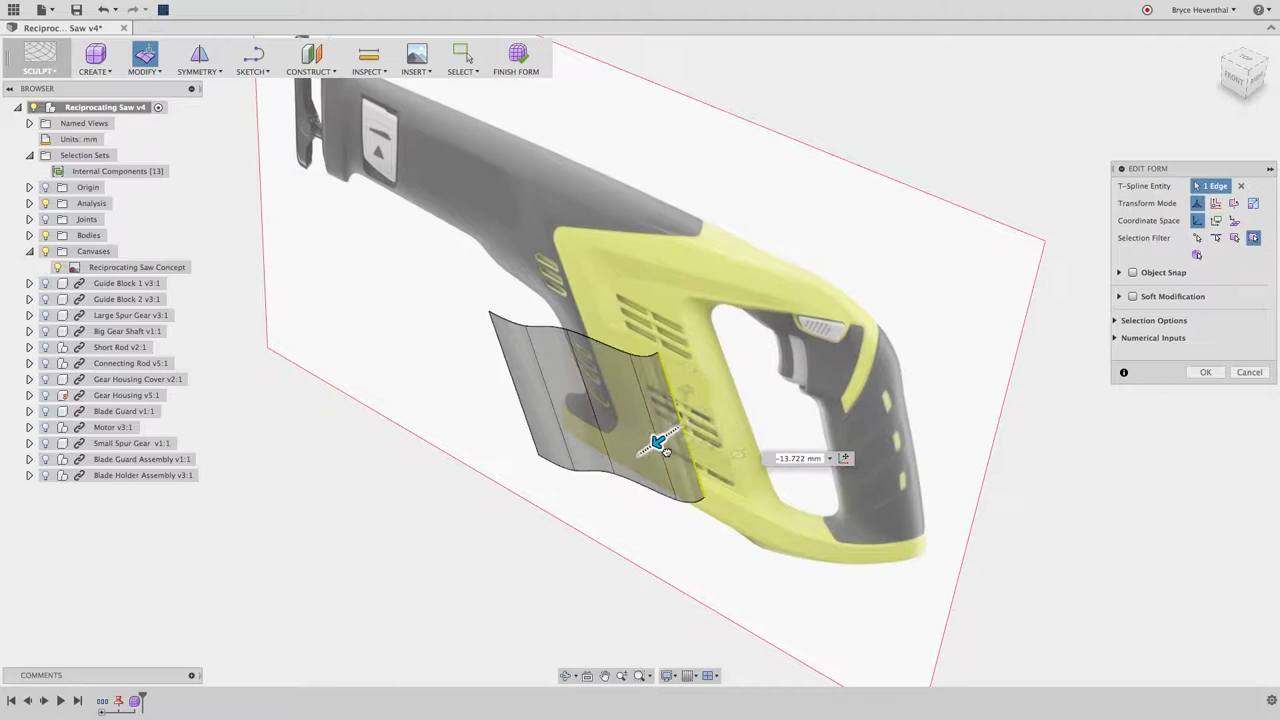 Bryce Heventhal
Reciproc... Saw v4*
SCULPT
CREATE
MODIFY
SYMMETRY
SKETCH
CONSTRUCT
INSPECT
INSERT
SELECT
FINISH FORM
BROWSER
Reciprocating Saw v4
Named Views
Units: mm
Selection Sets
Internal Components [13]
Origin
Analysis
Joints
Bodies
Canvases
Reciprocating Saw Concept
Guide Block 1 v3:1
Guide Block 2 v3:1
Large Spur Gear v3:1
Big Gear Shaft v1:1
Short Rod v2:1
Connecting Rod v5:1
Gear Housing Cover v2:1
Gear Housing v5:1
Blade Guard v1:1
Motor v3:1
Small Spur Gear v1:1
Blade Guard Assembly v1:1
Blade Holder Assembly v3:1
TOP
FRONT
EDIT FORM
T-Spline Entity
1 Edge
Transform Mode
Coordinate Space
Selection Filter
Object Snap
Soft Modification
Selection Options
Numerical Inputs
OK
Cancel
-13.722 mm
COMMENTS